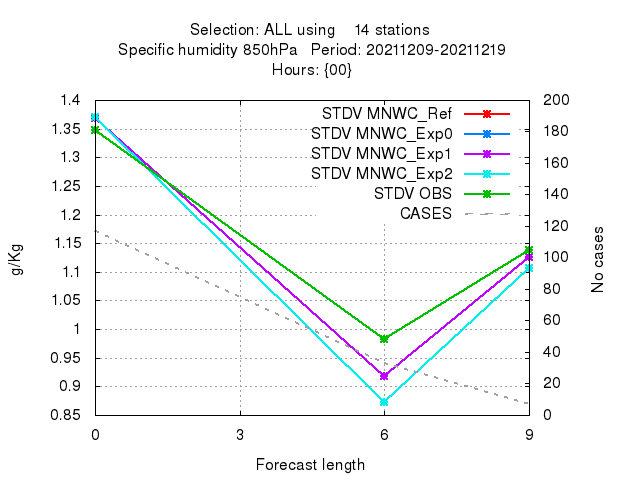 Selection: ALL using    14 stations
Specific humidity 850hPa   Period: 20211209-20211219
Hours: {00}
STDV MNWC_Ref
STDV MNWC_Exp0
STDV MNWC_Exp1
STDV MNWC_Exp2
STDV OBS
CASES
g/Kg
1.4
1.35
1.3
1.25
1.2
1.15
1.1
1.05
1
0.95
0.9
0.85
200
180
160
140
120
100
80
60
40
20
0
No cases
0 3 6 9
Forecast length